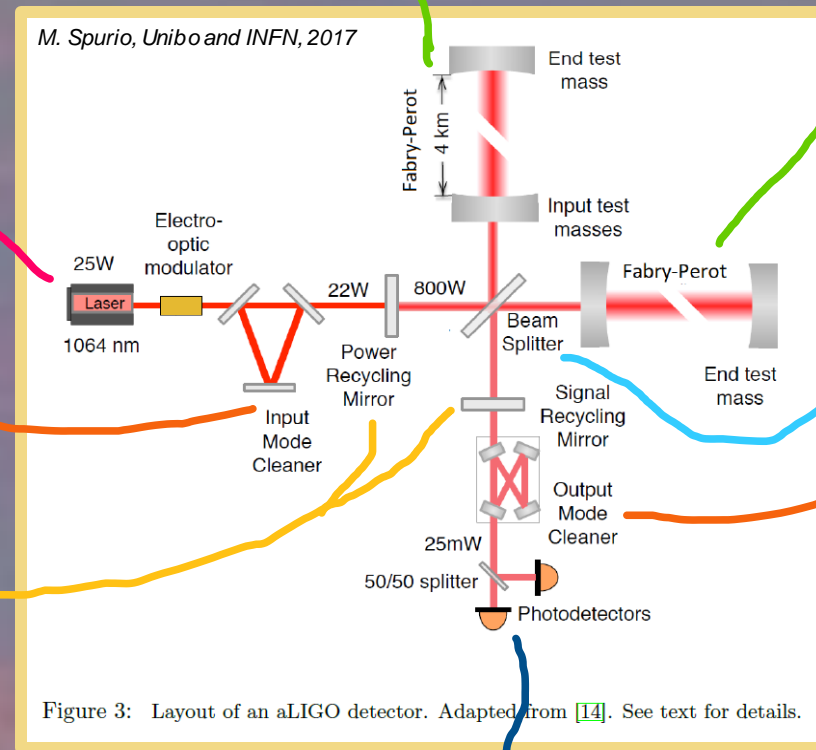 M. Spurio, Unibo and INFN, 2017
End test
mass
Fabry-Perot
4 km
Input test
masses
Electro-
optic
modulator
25W
Laser
1064 nm
22W
800W
Fabry-Perot
Beam
Splitter
End test
mass
Power
Recycling
Mirror
Input
Mode
Cleaner
Signal
Recycling
Mirror
Output
Mode
Cleaner
25mW
50/50 splitter
Photodetectors
Figure 3: Layout of an aLIGO detector. Adapted from [14]. See text for details.